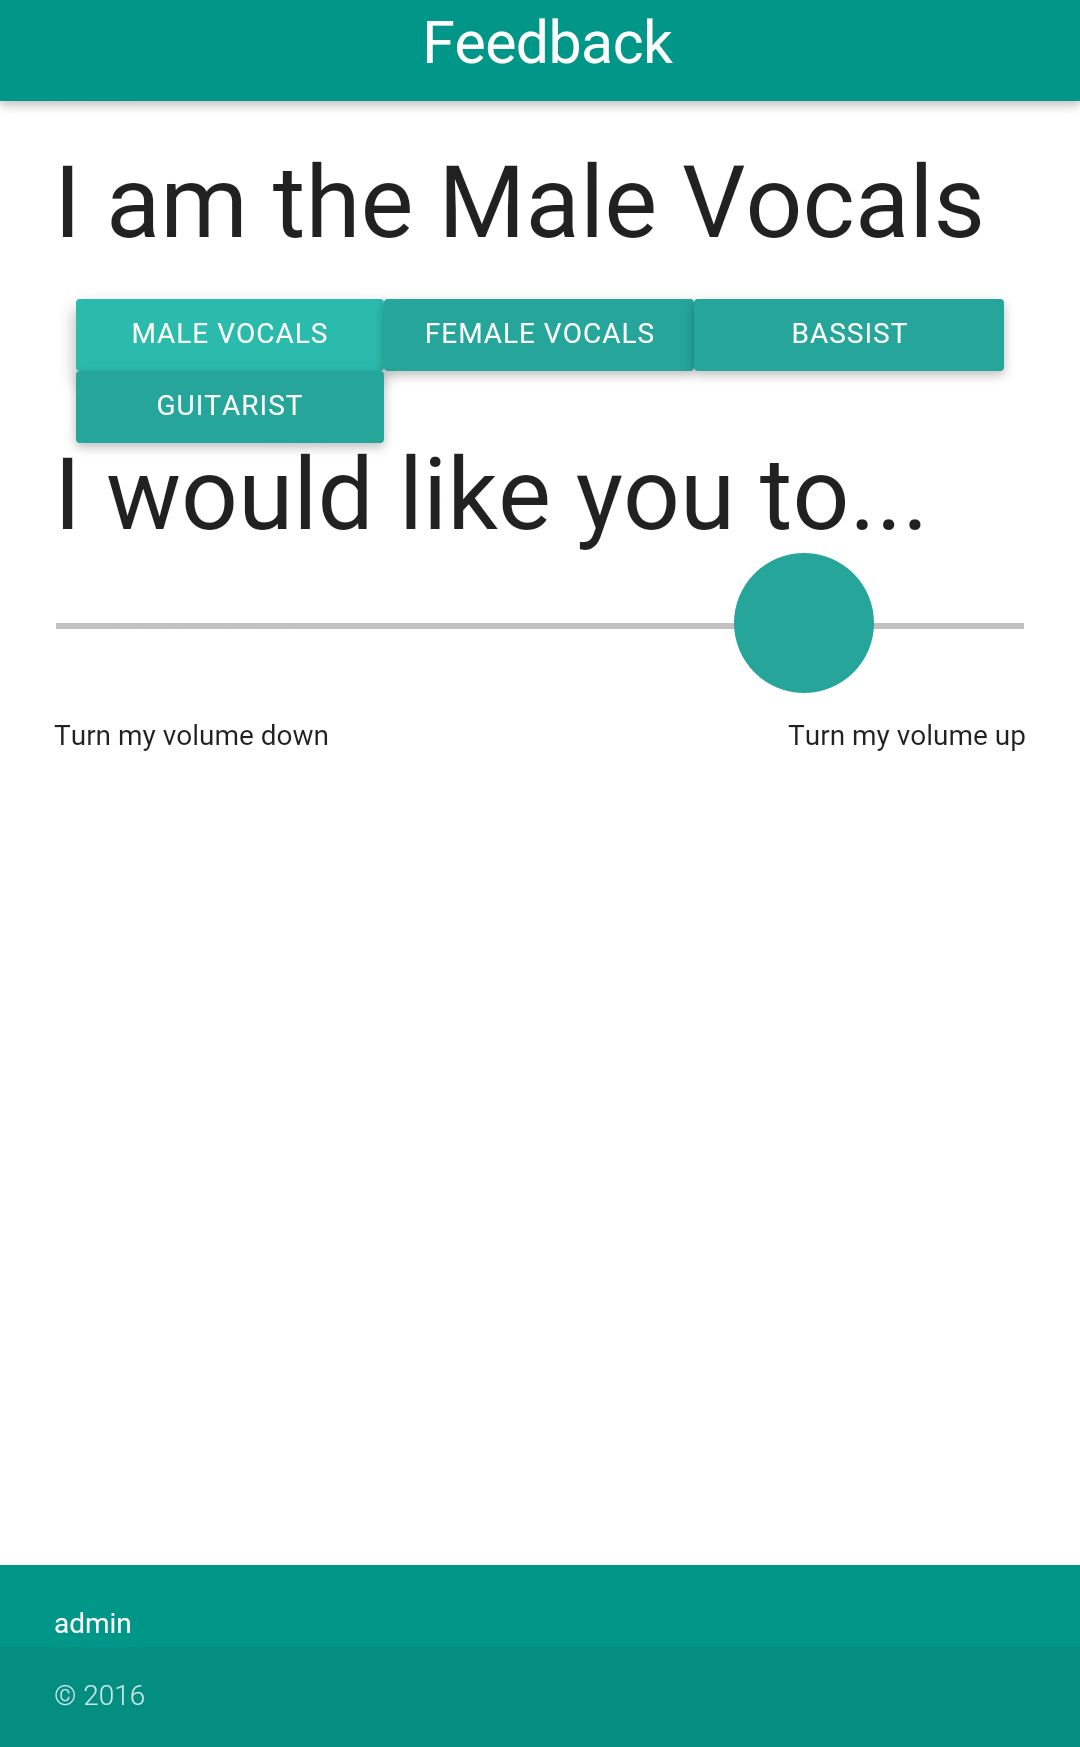 Feedback
I am the Male Vocals
MALE VOCALS FEMALE VOCALS BASSIST
GUITARIST
I would like you to...
Turn my volume down Turn my volume up
admin
© 2016